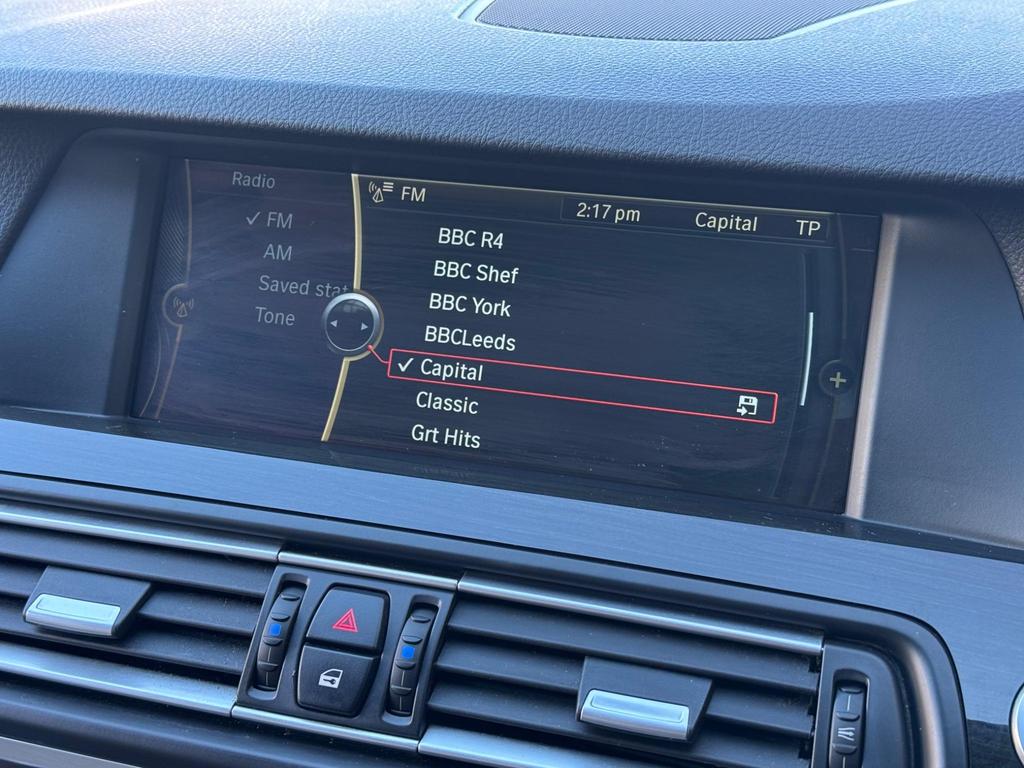 Radio
FM
AM
Saved stat
Tone
FM
2:17 pm Capital TP
BBC R4
BBC Shef
BBC York
BBCLeeds
Capital
Classic
Grt Hits